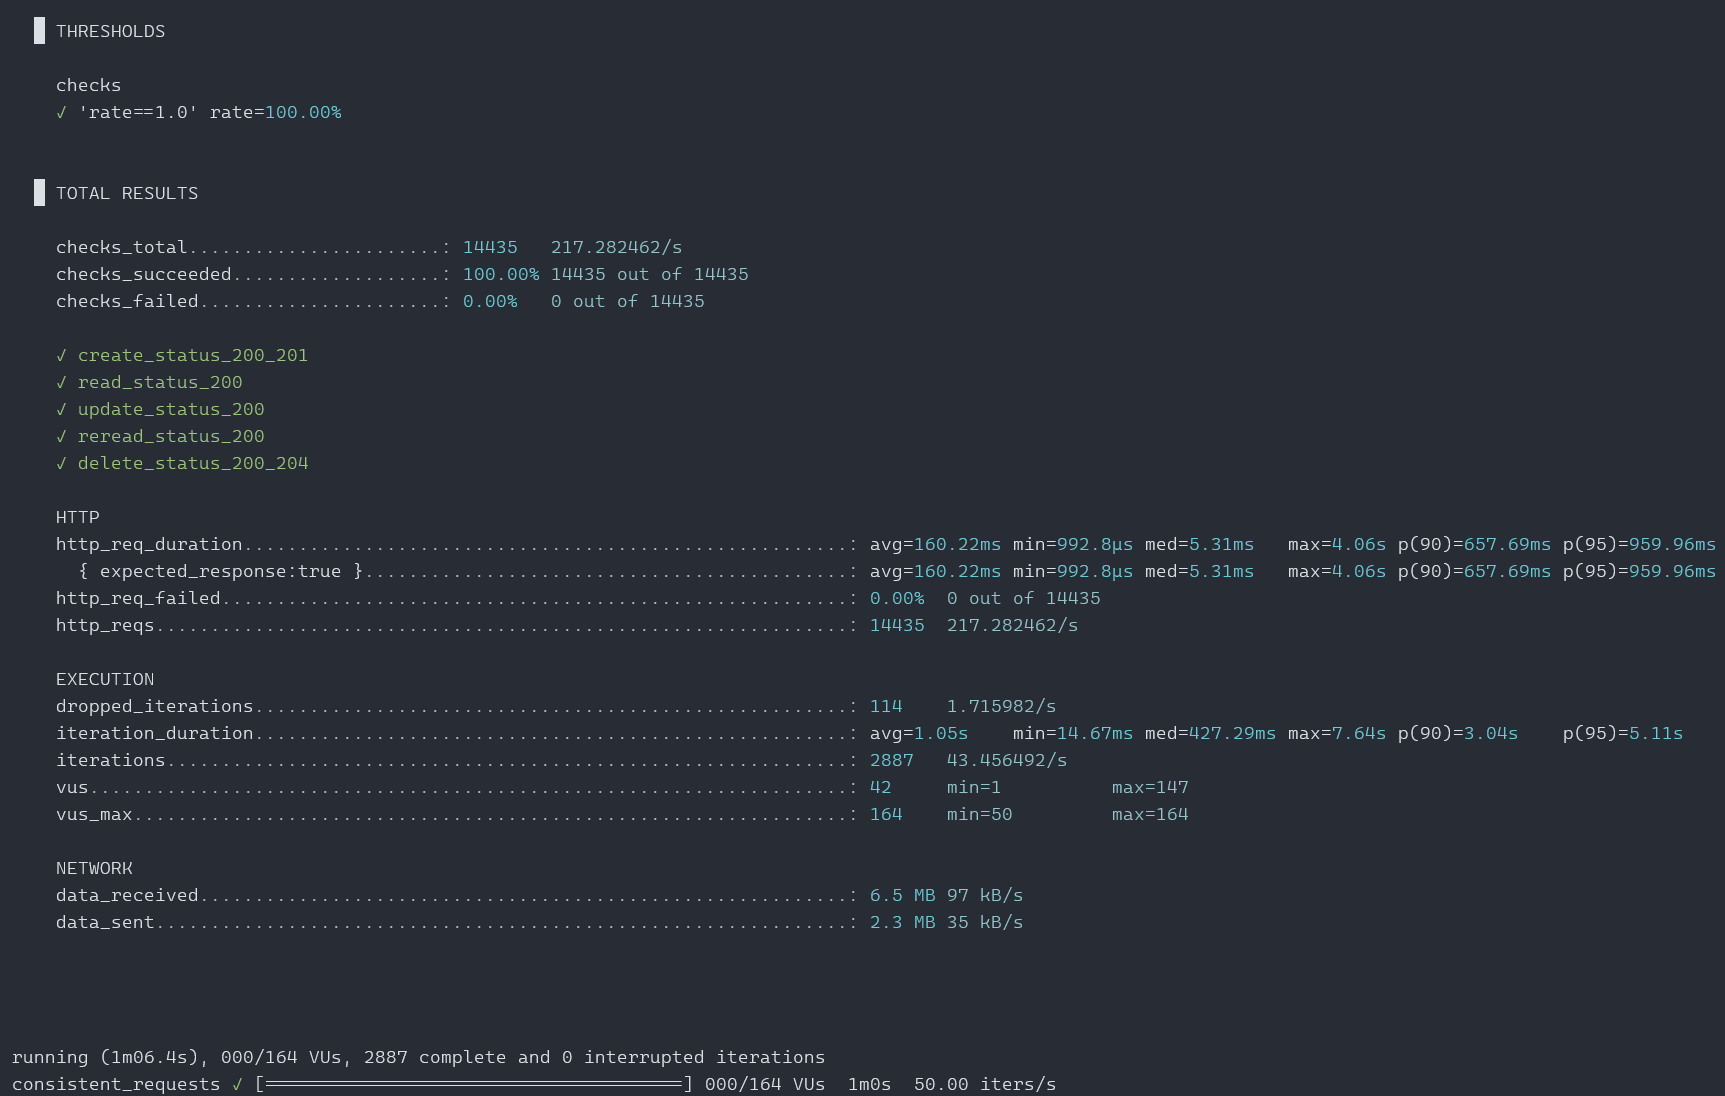 █ THRESHOLDS
checks
✓ 'rate==1.0' rate=100.00%
█ TOTAL RESULTS
checks_total.......................: 14435   217.282462/s
checks_succeeded...................: 100.00% 14435 out of 14435
checks_failed......................: 0.00%   0 out of 14435
✓ create_status_200_201
✓ read_status_200
✓ update_status_200
✓ reread_status_200
✓ delete_status_200_204
HTTP
http_req_duration.......................................................: avg=160.22ms min=992.8µs med=5.31ms   max=4.06s p(90)=657.69ms p(95)=959.96ms
{ expected_response:true }............................................: avg=160.22ms min=992.8µs med=5.31ms   max=4.06s p(90)=657.69ms p(95)=959.96ms
http_req_failed.........................................................: 0.00%  0 out of 14435
http_reqs...............................................................: 14435  217.282462/s
EXECUTION
dropped_iterations......................................................: 114    1.715982/s
iteration_duration......................................................: avg=1.05s    min=14.67ms med=427.29ms max=7.64s p(90)=3.04s    p(95)=5.11s
iterations..............................................................: 2887   43.456492/s
vus.....................................................................: 42     min=1          max=147
vus_max.................................................................: 164    min=50         max=164
NETWORK
data_received...........................................................: 6.5 MB 97 kB/s
data_sent...............................................................: 2.3 MB 35 kB/s
running (1m06.4s), 000/164 VUs, 2887 complete and 0 interrupted iterations
consistent_requests ✓ [======================================] 000/164 VUs  1m0s  50.00 iters/s